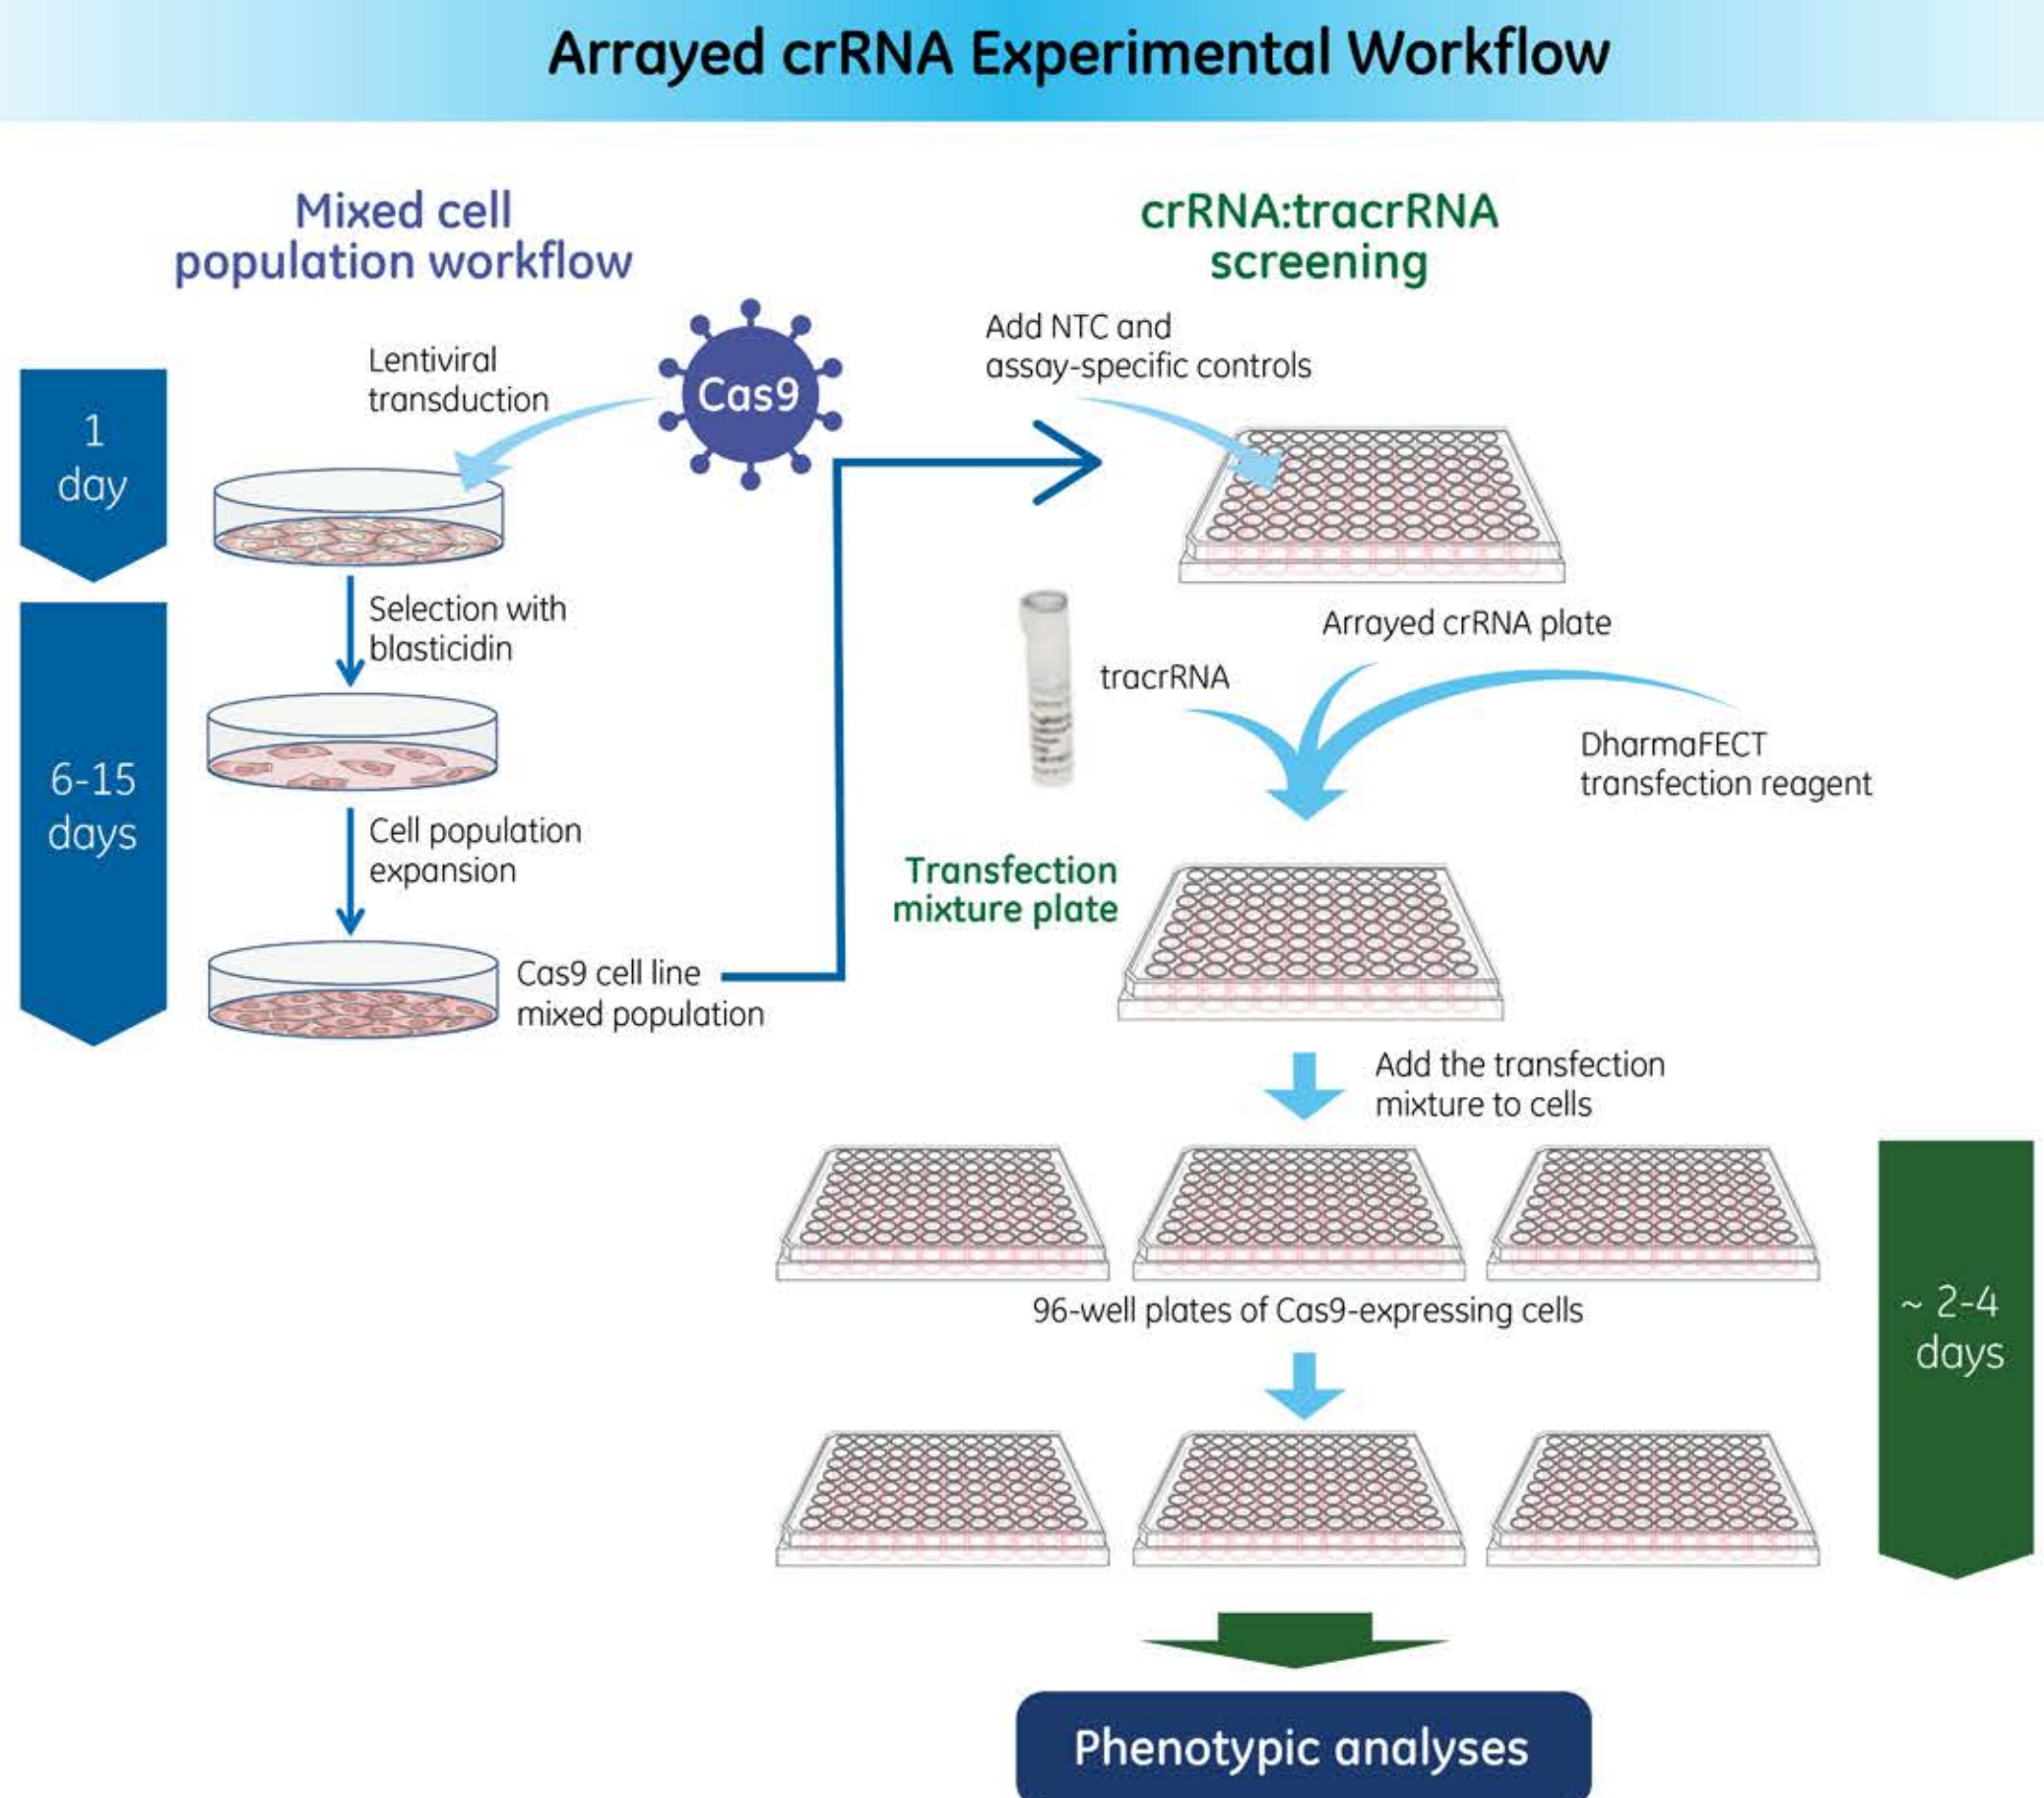 Arrayed crRNA Experimental Workflow
Mixed cell
population workflow
Lentiviral
transduction
Cas9
1
day
Selection with
blasticidin
6-15
days
Cell population
expansion
Cas9 cell line
mixed population
crRNA:tracrRNA
screening
Add NTC and
assay-specific controls
Arrayed crRNA plate
tracrRNA
DharmaFECT
transfection reagent
Transfection
mixture plate
Add the transfection
mixture to cells
96-well plates of Cas9-expressing cells
~ 2-4
days
Phenotypic analyses